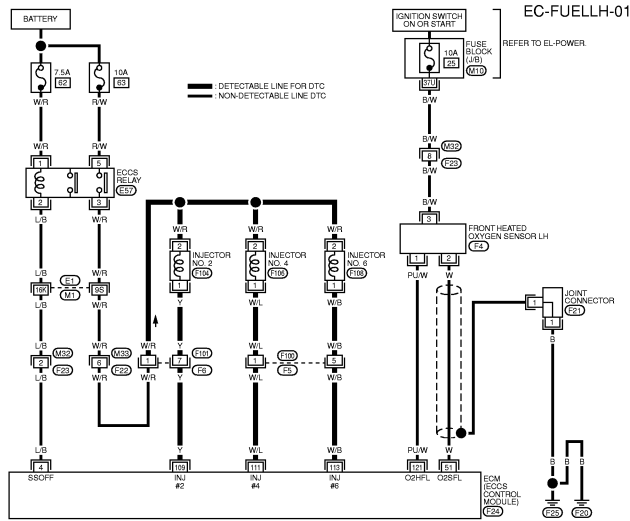 EC-FUELLH-01
BATTERY
IGNITION SWITCH
ON OR START
REFER TO EL-POWER.
FUSE
BLOCK
(J/B)
M10
10A
25
37U
7.5A
62
10A
63
: DETECTABLE LINE FOR DTC
: NON-DETECTABLE LINE DTC
W/R
R/W
B/W
W/R
R/W
B/W
8
M32
F23
B/W
1
5
ECCS
RELAY
E57
2
3
L/B
W/R
3
FRONT HEATED
OXYGEN SENSOR LH
F4
1
2
PU/W
W
W/R
W/R
W/B
2
INJECTOR
NO. 2
F104
1
2
INJECTOR
NO. 4
F106
1
2
INJECTOR
NO. 6
F108
1
L/B
W/R
16K
E1
M1
9S
L/B
W/R
Y
W/L
W/B
1
JOINT
CONNECTOR
F21
1
B
L/B
W/R
W/R
Y
W/L
W/B
2
M32
F23
6
M33
F22
1
7
F101
F6
1
F100
F5
5
L/B
W/R
W/R
Y
W/L
W/B
L/B
Y
W/L
W/B
PU/W
W
B
B
B
4
109
111
113
121
51
SSOFF
INJ
#2
INJ
#4
INJ
#6
O2HFL
O2SFL
ECM
(ECCS
CONTROL
MODULE)
F24
F25
F20